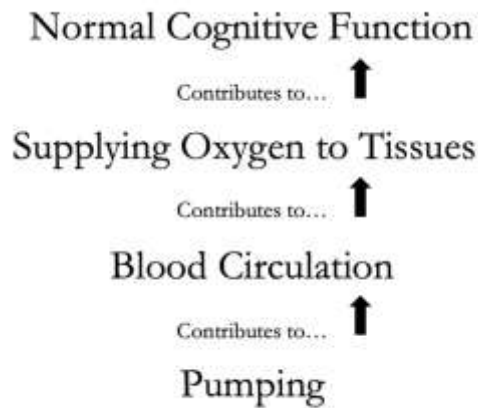 Normal Cognitive Function
Contributes to...
Supplying Oxygen to Tissues
Contributes to...
Blood Circulation
Contributes to...
Pumping